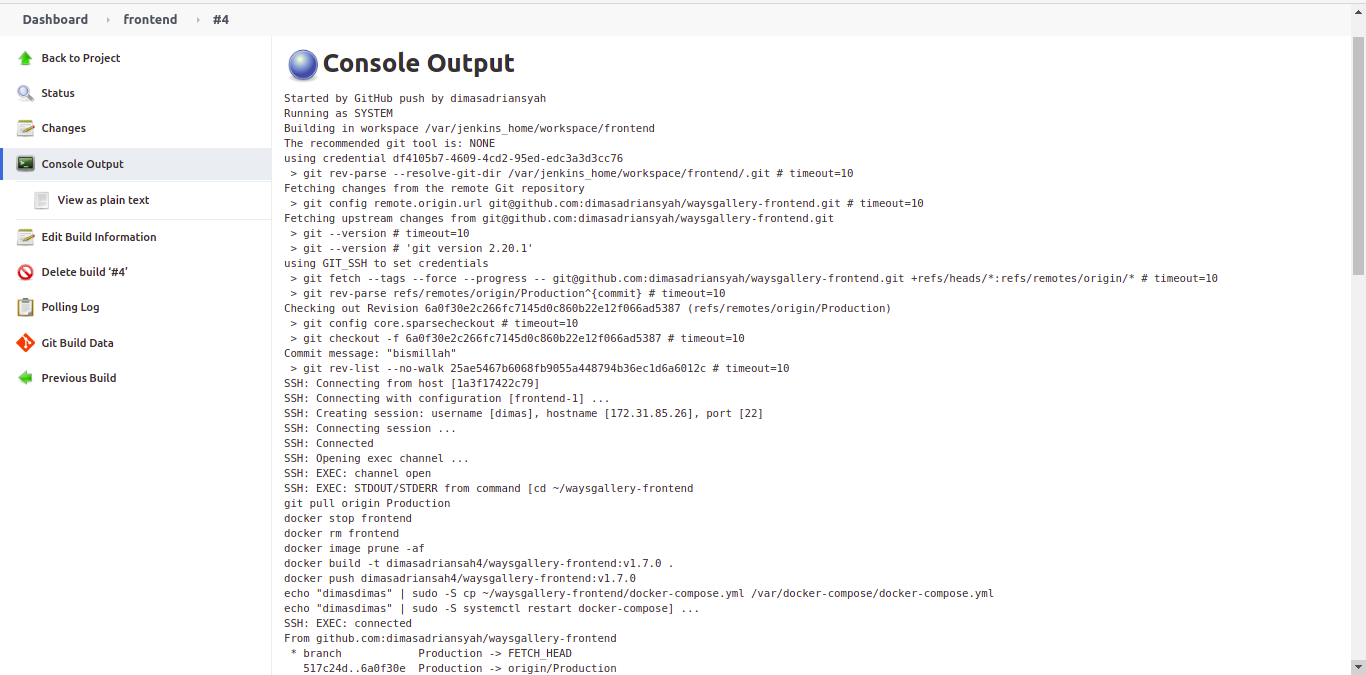 Dashboard › frontend › #4
Back to Project
Status
Changes
Console Output
View as plain text
Edit Build Information
Delete build ‘#4’
Polling Log
Git Build Data
Previous Build
Console Output
Started by GitHub push by dimasadriansyah
Running as SYSTEM
Building in workspace /var/jenkins_home/workspace/frontend
The recommended git tool is: NONE
using credential df4105b7-4609-4cd2-95ed-edc3a3d3cc76
> git rev-parse --resolve-git-dir /var/jenkins_home/workspace/frontend/.git # timeout=10
Fetching changes from the remote Git repository
> git config remote.origin.url git@github.com:dimasadriansyah/waysgallery-frontend.git # timeout=10
Fetching upstream changes from git@github.com:dimasadriansyah/waysgallery-frontend.git
> git --version # timeout=10
> git --version # 'git version 2.20.1'
using GIT_SSH to set credentials
> git fetch --tags --force --progress -- git@github.com:dimasadriansyah/waysgallery-frontend.git +refs/heads/*:refs/remotes/origin/* # timeout=10
> git rev-parse refs/remotes/origin/Production^{commit} # timeout=10
Checking out Revision 6a0f30e2c266fc7145d0c860b22e12f066ad5387 (refs/remotes/origin/Production)
> git config core.sparsecheckout # timeout=10
> git checkout -f 6a0f30e2c266fc7145d0c860b22e12f066ad5387 # timeout=10
Commit message: "bismillah"
> git rev-list --no-walk 25ae5467b6068fb9055a448794b36ec1d6a6012c # timeout=10
SSH: Connecting from host [1a3f17422c79]
SSH: Connecting with configuration [frontend-1] ...
SSH: Creating session: username [dimas], hostname [172.31.85.26], port [22]
SSH: Connecting session ...
SSH: Connected
SSH: Opening exec channel ...
SSH: EXEC: channel open
SSH: EXEC: STDOUT/STDERR from command [cd ~/waysgallery-frontend
git pull origin Production
docker stop frontend
docker rm frontend
docker image prune -af
docker build -t dimasadriansah4/waysgallery-frontend:v1.7.0 .
docker push dimasadriansah4/waysgallery-frontend:v1.7.0
echo "dimasdimas" | sudo -S cp ~/waysgallery-frontend/docker-compose.yml /var/docker-compose/docker-compose.yml
echo "dimasdimas" | sudo -S systemctl restart docker-compose] ...
SSH: EXEC: connected
From github.com:dimasadriansyah/waysgallery-frontend
* branch Production -> FETCH_HEAD
517c24d..6a0f30e Production -> origin/Production